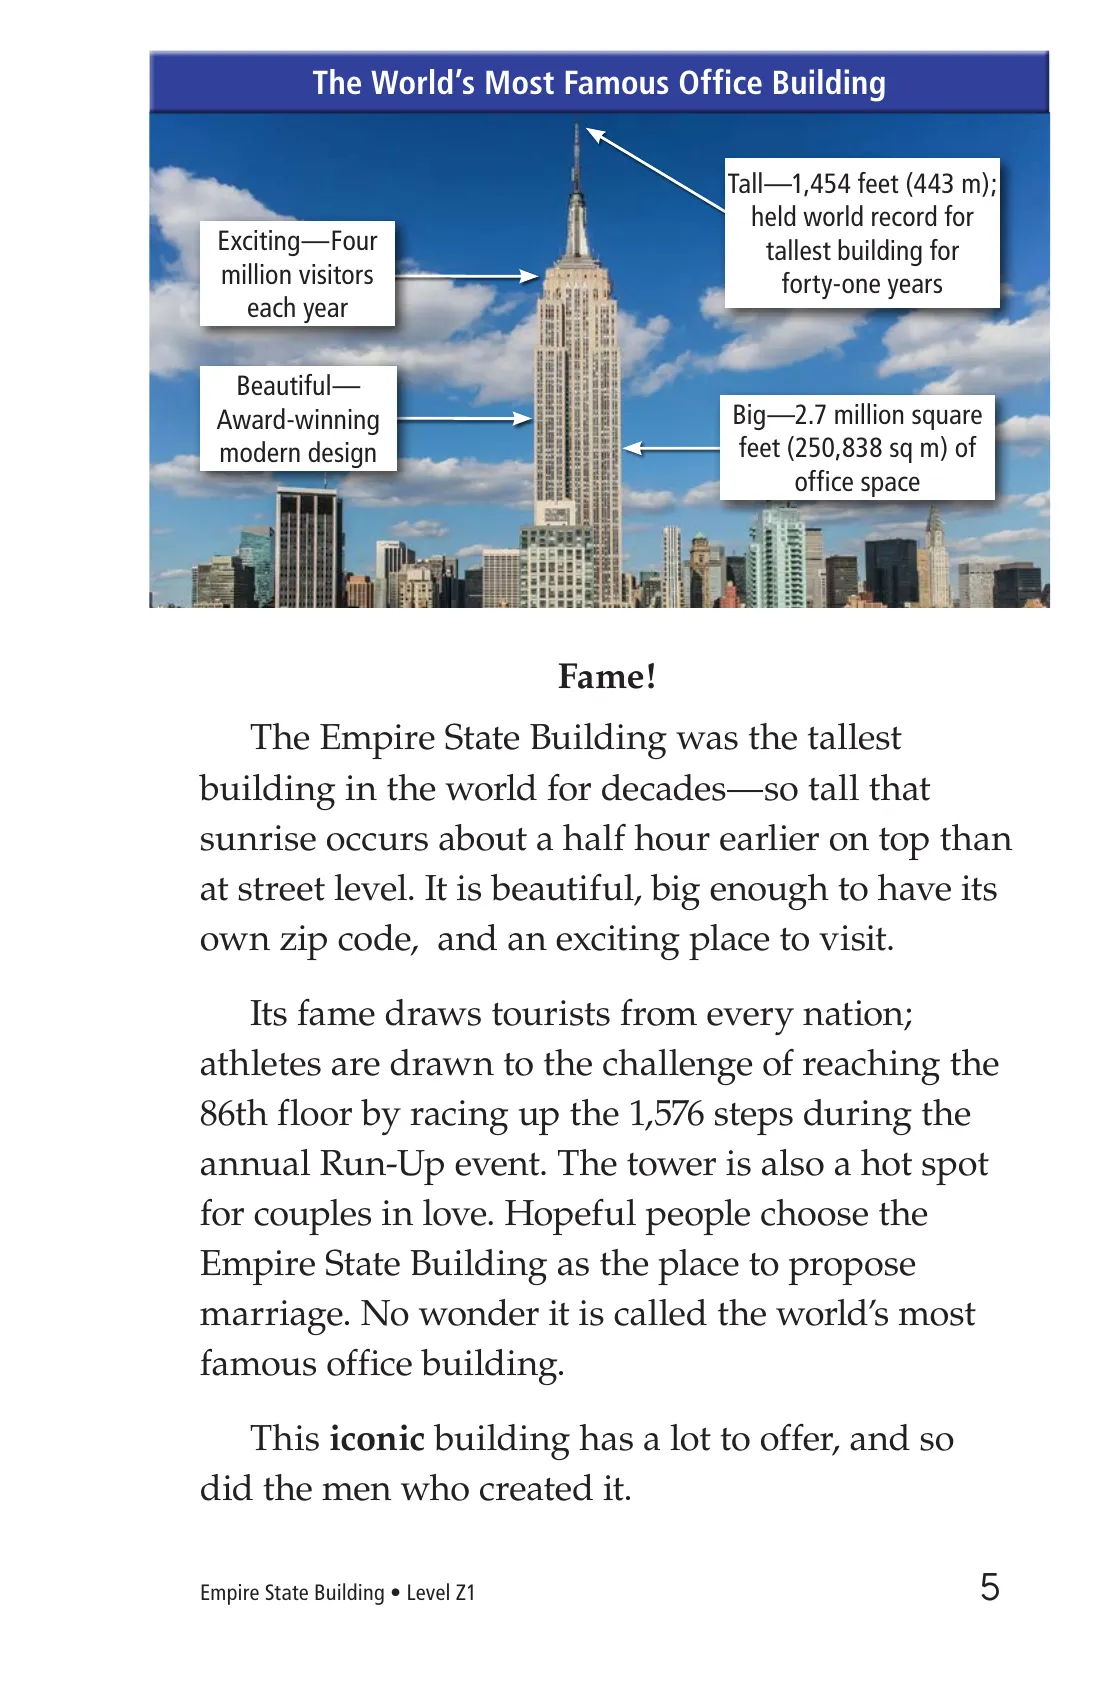 The World’s Most Famous Office Building
Tall—1,454 feet (443 m);
held world record for
tallest building for
forty-one years
Exciting—Four
million visitors
each year
Beautiful—
Award-winning
modern design
Big—2.7 million square
feet (250,838 sq m) of
office space
Fame!
The Empire State Building was the tallest
building in the world for decades—so tall that
sunrise occurs about a half hour earlier on top than
at street level. It is beautiful, big enough to have its
own zip code,  and an exciting place to visit.
Its fame draws tourists from every nation;
athletes are drawn to the challenge of reaching the
86th floor by racing up the 1,576 steps during the
annual Run-Up event. The tower is also a hot spot
for couples in love. Hopeful people choose the
Empire State Building as the place to propose
marriage. No wonder it is called the world’s most
famous office building.
This iconic building has a lot to offer, and so
did the men who created it.
Empire State Building • Level Z1
5